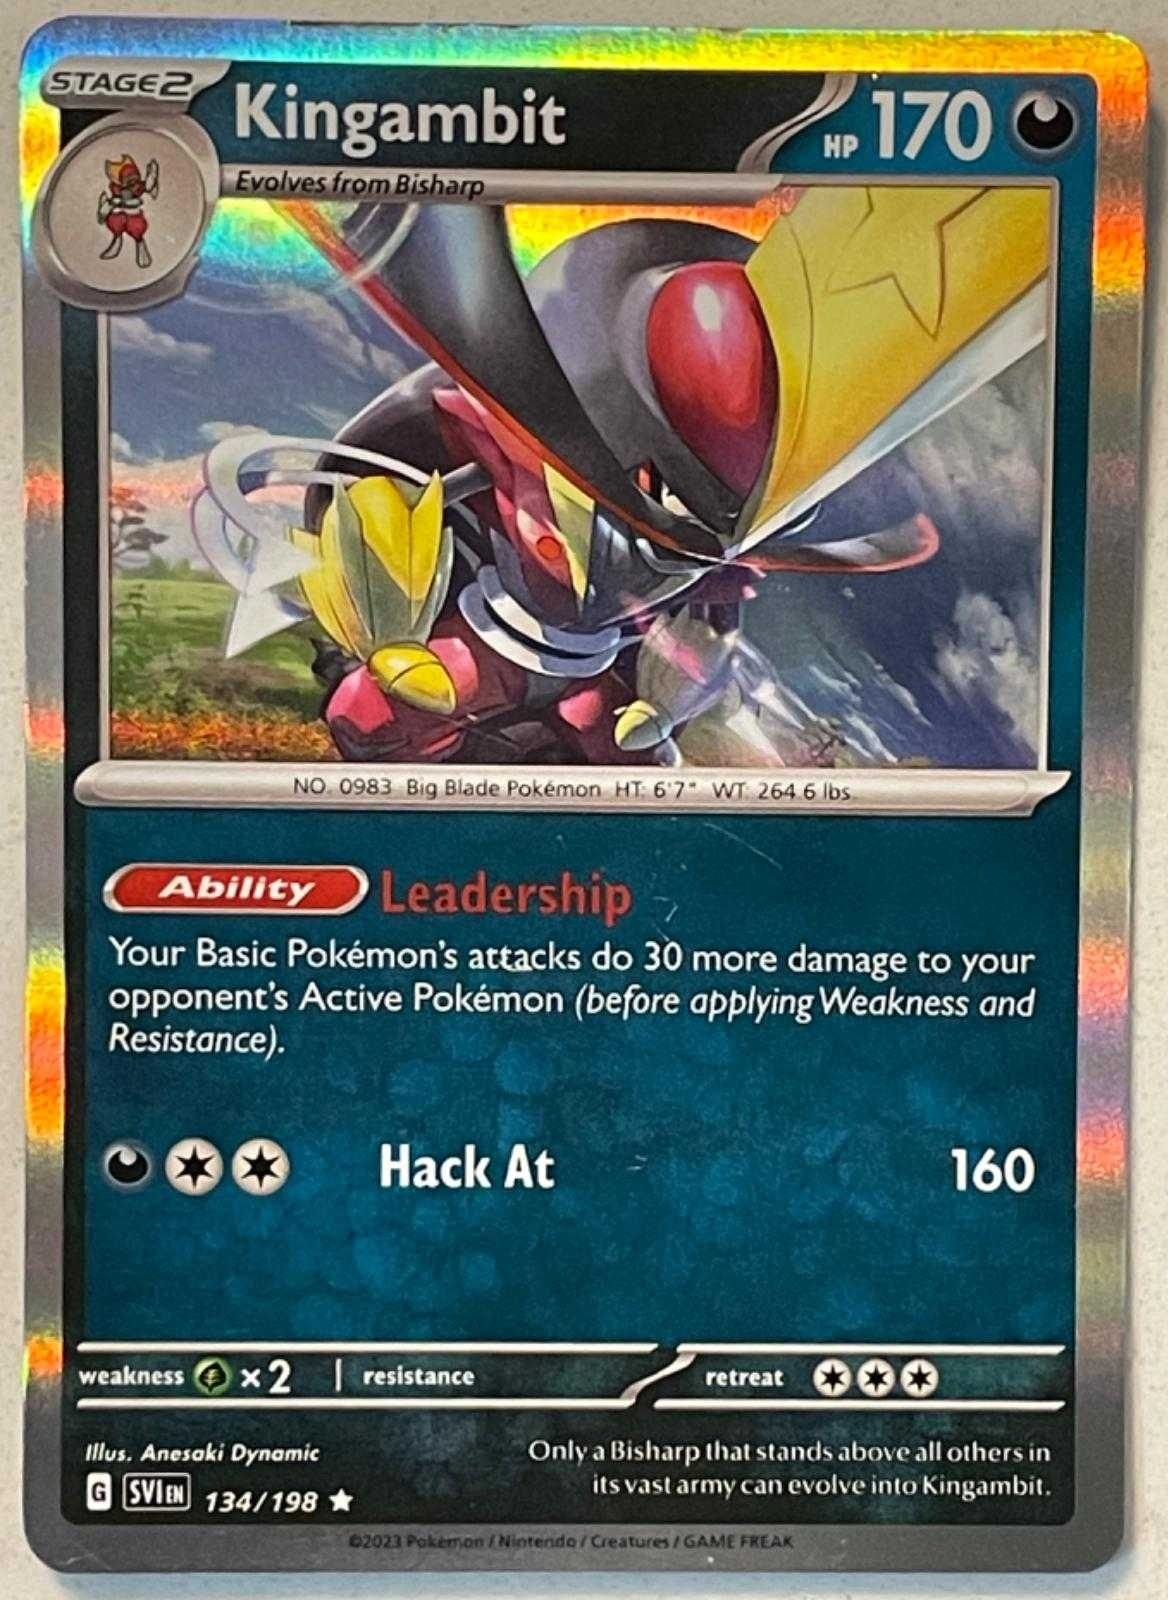 STAGE2
Kingambit
HP 170
Evolves from Bisharp
NO. 0983 Big Blade Pokémon HT: 6'7" WT: 264.6 lbs.
Ability Leadership
Your Basic Pokémon's attacks do 30 more damage to your
opponent's Active Pokémon (before applying Weakness and
Resistance).
Hack At 160
weakness ×2 | resistance retreat
Illus. Anesaki Dynamic
Only a Bisharp that stands above all others in
its vast army can evolve into Kingambit.
G SVI EN 134/198 ★
©2023 Pokémon / Nintendo / Creatures / GAME FREAK